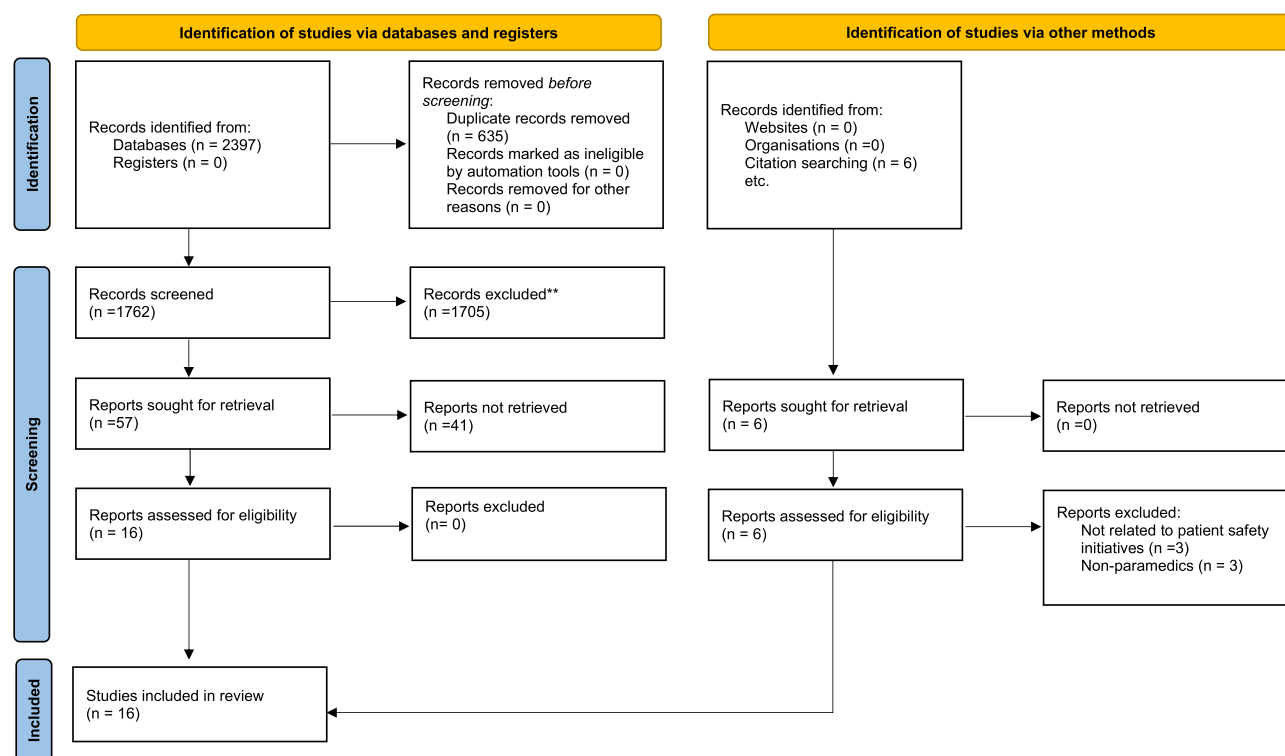 Identification of studies via databases and registers
Identification of studies via other methods
Identification
Records identified from:
Databases (n = 2397)
Registers (n = 0)
Records removed before
screening:
Duplicate records removed
(n = 635)
Records marked as ineligible
by automation tools (n = 0)
Records removed for other
reasons (n = 0)
Records identified from:
Websites (n = 0)
Organisations (n =0)
Citation searching (n = 6)
etc.
Screening
Records screened
(n =1762)
Records excluded**
(n =1705)
Reports sought for retrieval
(n =57)
Reports not retrieved
(n =41)
Reports sought for retrieval
(n = 6)
Reports not retrieved
(n =0)
Reports assessed for eligibility
(n = 16)
Reports excluded
(n= 0)
Reports assessed for eligibility
(n = 6)
Reports excluded:
Not related to patient safety
initiatives (n =3)
Non-paramedics (n = 3)
Included
Studies included in review
(n = 16)